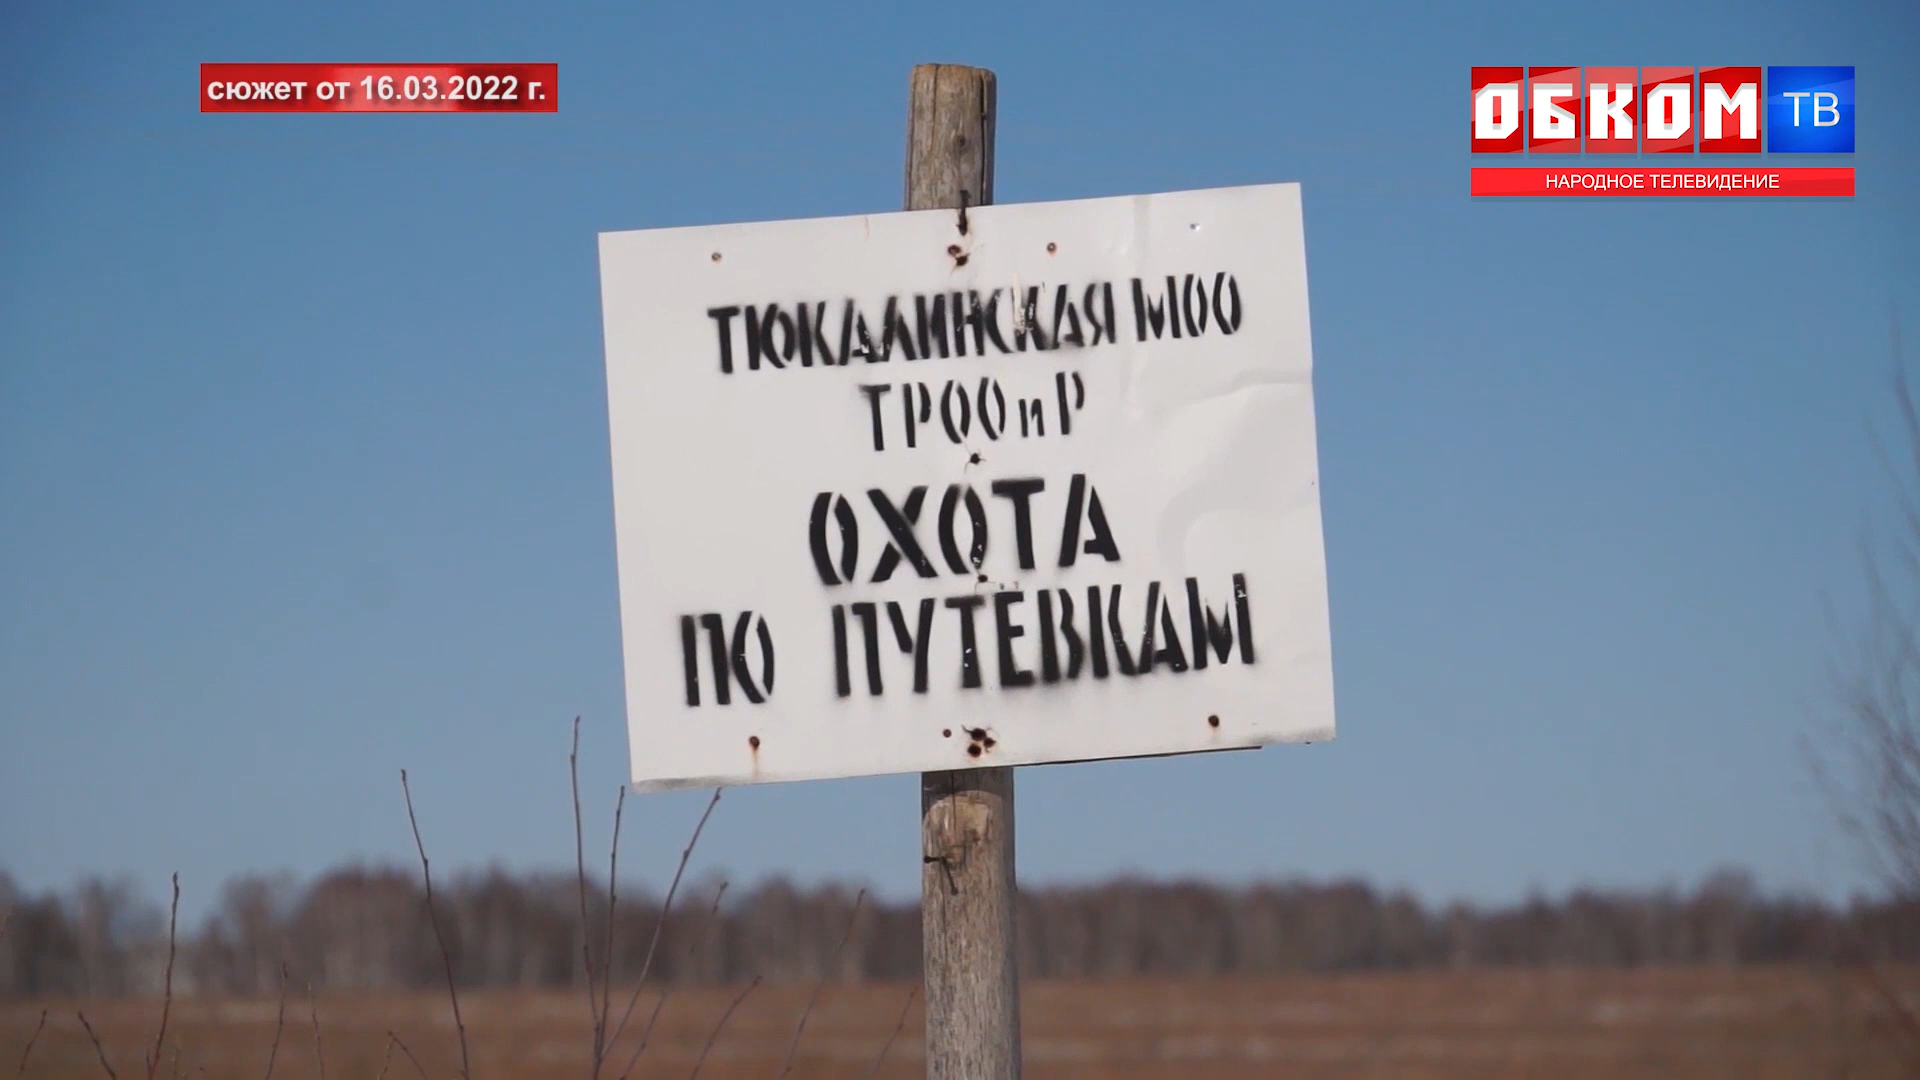 сюжет от 16.03.2022 г.
ОБКОМ ТВ
НАРОДНОЕ ТЕЛЕВИДЕНИЕ
ТЮКАЛИНСКАЯ МОО
ТРООиР
ОХОТА
ПО ПУТЕВКАМ